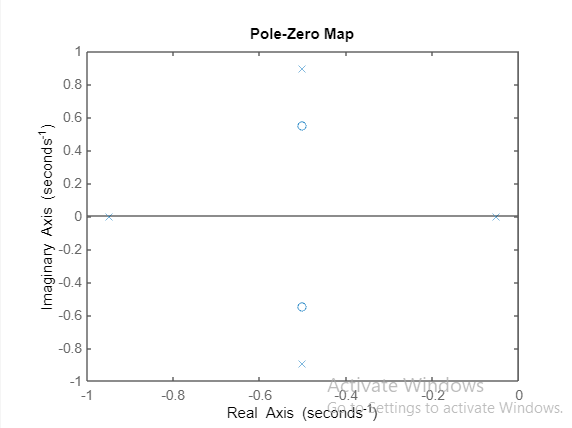 Pole-Zero Map
1
0.8
0.6
0.4
0.2
0
-0.2
-0.4
-0.6
-0.8
-1
Imaginary Axis (seconds⁻¹)
-1 -0.8 -0.6 -0.4 -0.2 0
Real Axis (seconds⁻¹)
Activate Windows
Go to Settings to activate Windows.